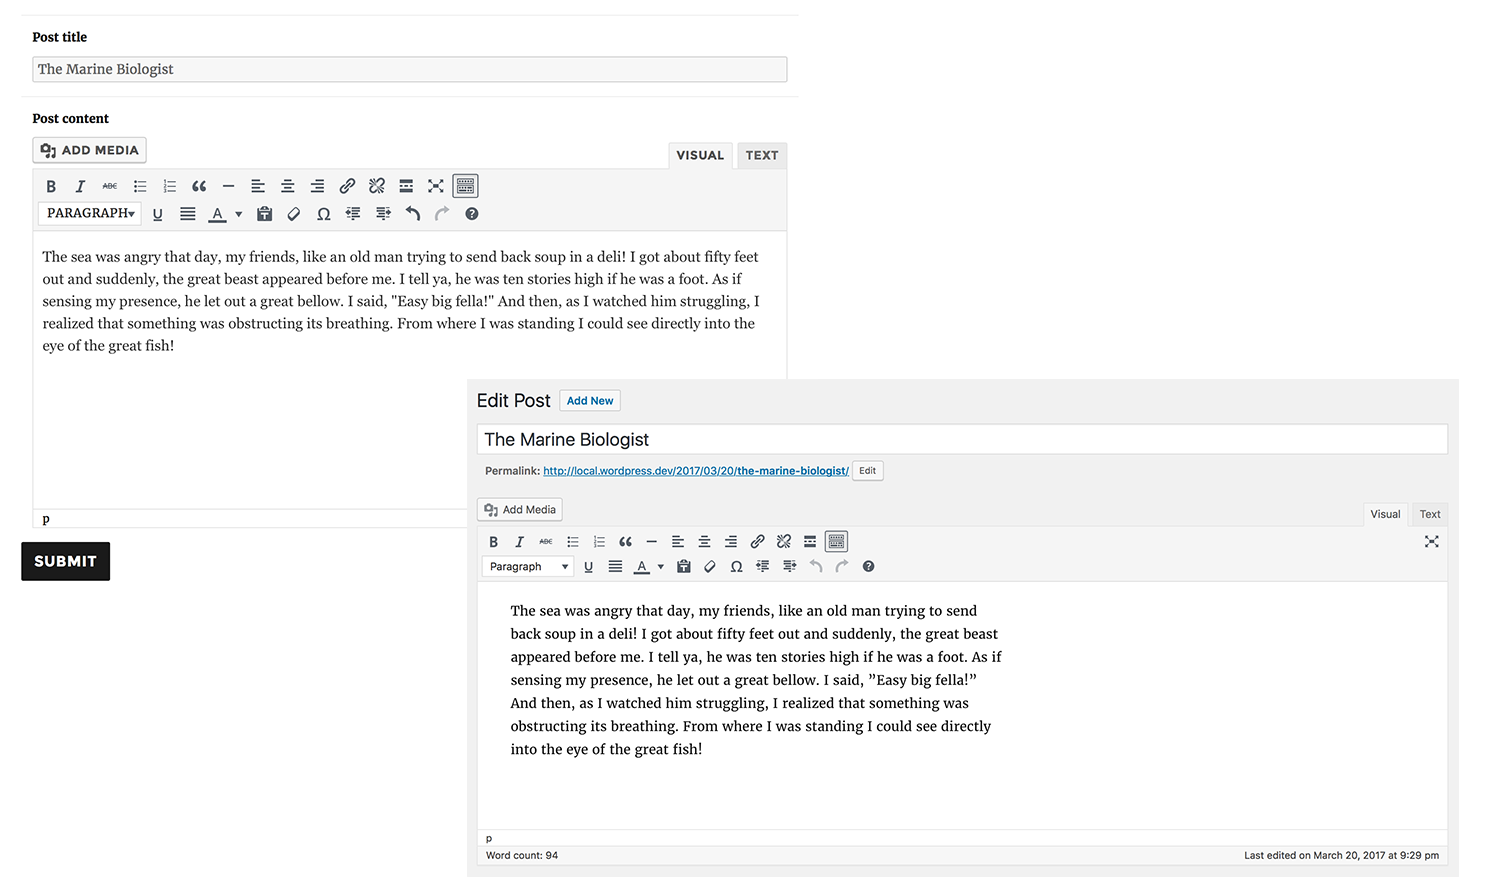 Post title
The Marine Biologist
Post content
ADD MEDIA
VISUAL TEXT
B I ABC
PARAGRAPH U A Ω ?
The sea was angry that day, my friends, like an old man trying to send back soup in a deli! I got about fifty feet
out and suddenly, the great beast appeared before me. I tell ya, he was ten stories high if he was a foot. As if
sensing my presence, he let out a great bellow. I said, "Easy big fella!" And then, as I watched him struggling, I
realized that something was obstructing its breathing. From where I was standing I could see directly into the
eye of the great fish!
p
SUBMIT
Edit Post Add New
The Marine Biologist
Permalink: http://local.wordpress.dev/2017/03/20/the-marine-biologist/ Edit
Add Media
Visual Text
B I ABC
Paragraph U A Ω ?
The sea was angry that day, my friends, like an old man trying to send
back soup in a deli! I got about fifty feet out and suddenly, the great beast
appeared before me. I tell ya, he was ten stories high if he was a foot. As if
sensing my presence, he let out a great bellow. I said, ”Easy big fella!”
And then, as I watched him struggling, I realized that something was
obstructing its breathing. From where I was standing I could see directly
into the eye of the great fish!
p
Word count: 94
Last edited on March 20, 2017 at 9:29 pm